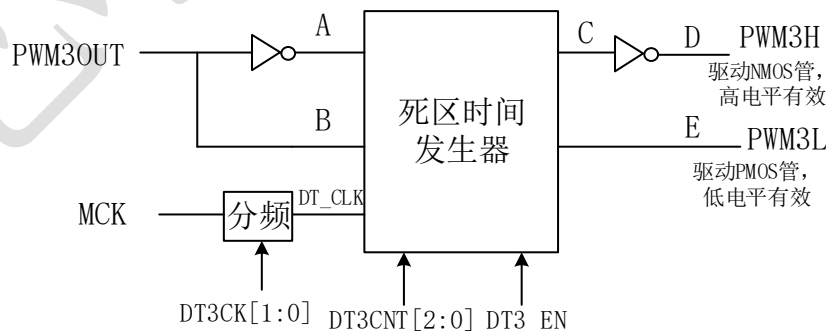 PWM3OUT
A
B
C
D
PWM3H
驱动NMOS管，
高电平有效
死区时间
发生器
E
PWM3L
驱动PMOS管，
低电平有效
MCK
分频
DT_CLK
DT3CK[1:0]
DT3CNT[2:0]
DT3 EN